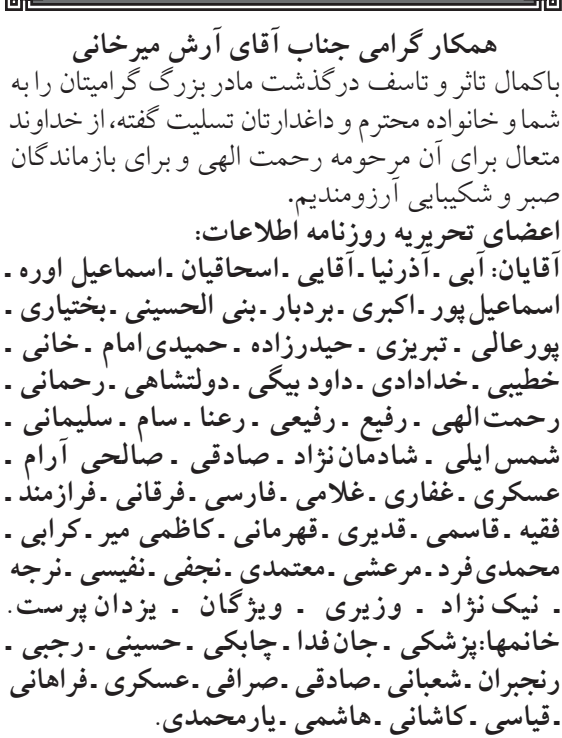 همکار گرامی جناب آقای آرش میرخانی
باکمال تاثر و تاسف درگذشت مادر بزرگ گرامیتان را به
شما و خانواده محترم و داغدارتان تسلیت گفته، از خداوند
متعال برای آن مرحومه رحمت الهی و برای بازماندگان
صبر و شکیبایی آرزومندیم.
اعضای تحریریه روزنامه اطلاعات:
آقایان: آبی ـ آذرنیا ـ آقایی ـ اسحاقیان ـ اسماعیل اوره ـ
اسماعیل‌پور ـ اکبری ـ بردبار ـ بنی الحسینی ـ بختیاری ـ
پورعالی ـ تبریزی ـ حیدرزاده ـ حمیدی‌امام ـ خانی ـ
خطیبی ـ خدادادی ـ داود بیگی ـ دولتشاهی ـ رحمانی ـ
رحمت‌الهی ـ رفیع ـ رفیعی ـ رعنا ـ سام ـ سلیمانی ـ
شمس ایلی ـ شادمان‌نژاد ـ صادقی ـ صالحی آرام ـ
عسکری ـ غفاری ـ غلامی ـ فارسی ـ فرقانی ـ فرازمند ـ
فقیه ـ قاسمی ـ قدیری ـ قهرمانی ـ کاظمی میر ـ کرابی ـ
محمدی‌فرد ـ مرعشی ـ معتمدی ـ نجفی ـ نفیسی ـ نرجه
ـ نیک نژاد ـ وزیری ـ ویژگان ـ یزدان پرست.
خانمها: پزشکی ـ جان‌فدا ـ چابکی ـ حسینی ـ رجبی ـ
رنجبران ـ شعبانی ـ صادقی ـ صرافی ـ عسکری ـ فراهانی
ـ قیاسی ـ کاشانی ـ هاشمی ـ یارمحمدی.